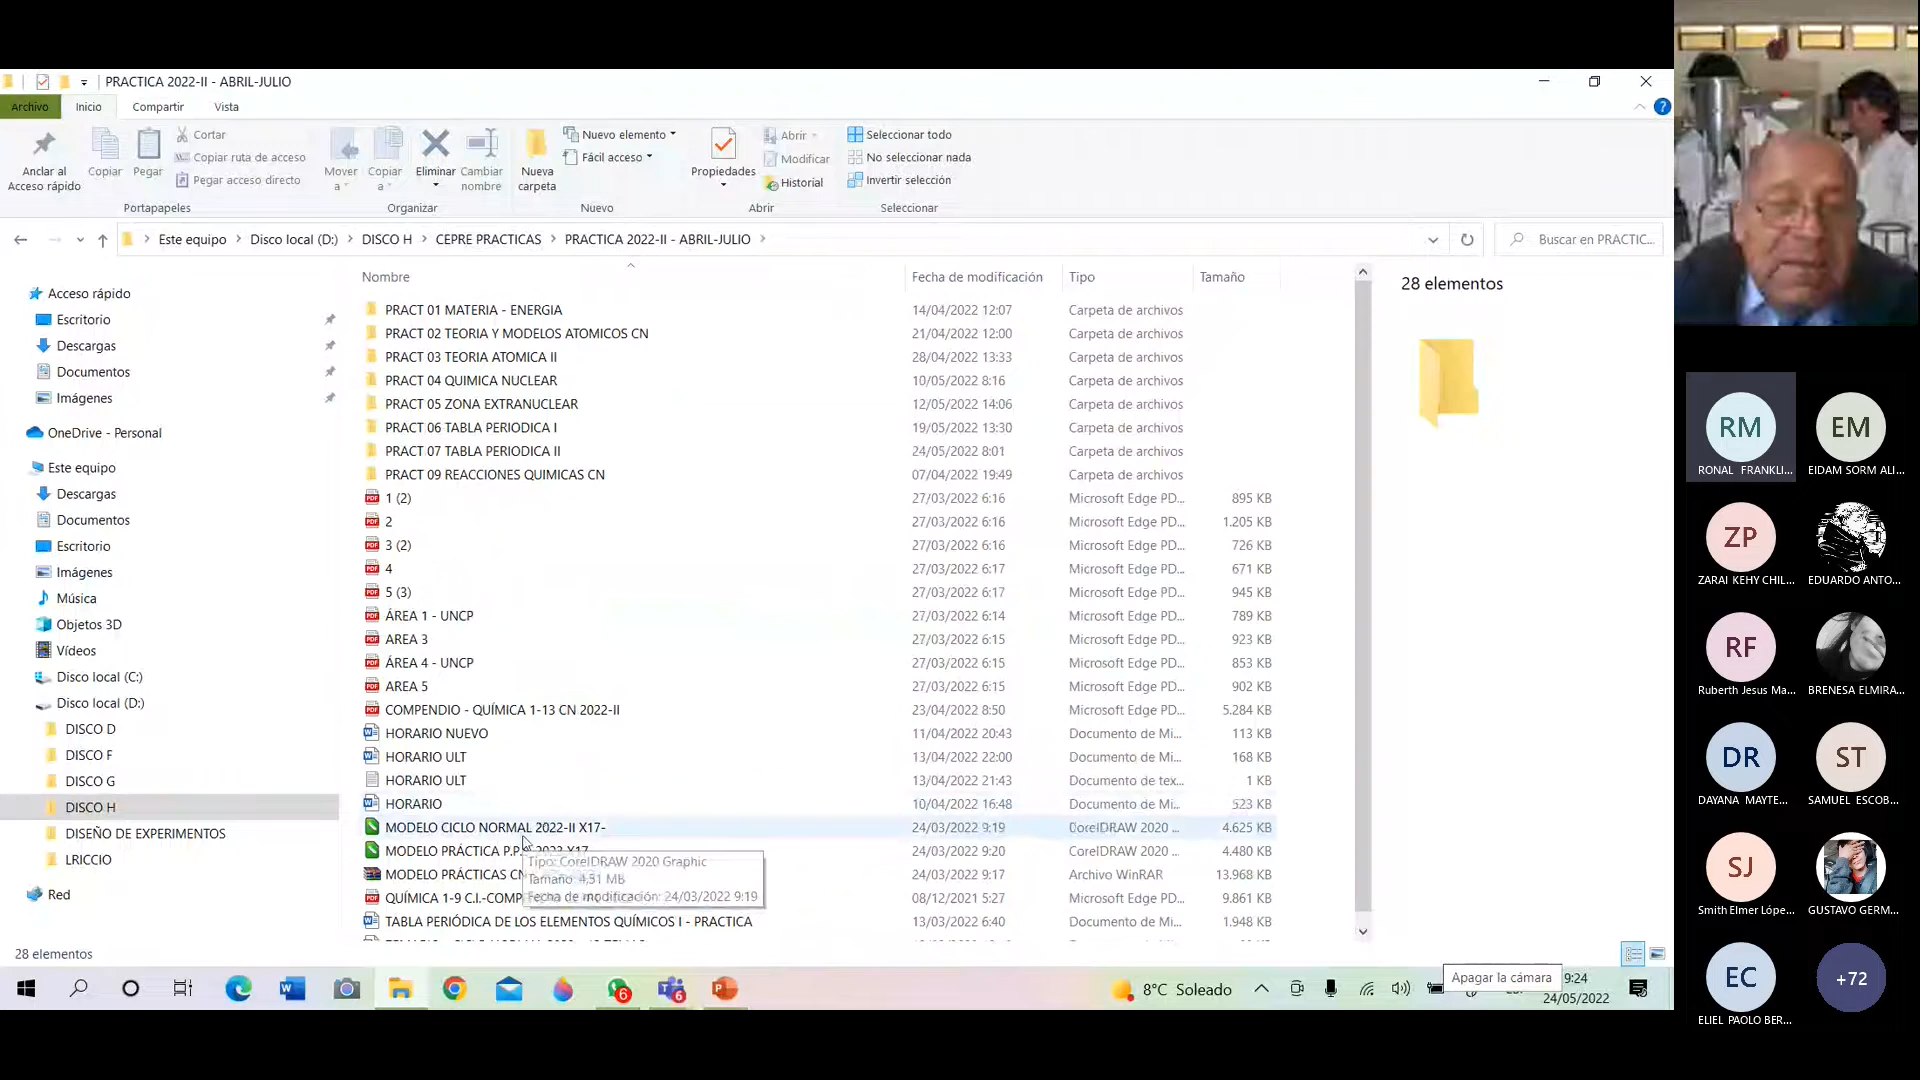 PRACTICA 2022-II - ABRIL-JULIO
Archivo Inicio Compartir Vista
Anclar al Acceso rápido
Copiar
Pegar
Cortar
Copiar ruta de acceso
Pegar acceso directo
Portapapeles
Mover a
Copiar a
Eliminar
Cambiar nombre
Organizar
Nueva carpeta
Nuevo elemento
Fácil acceso
Nuevo
Propiedades
Abrir
Modificar
Historial
Abrir
Seleccionar todo
No seleccionar nada
Invertir selección
Seleccionar
Este equipo > Disco local (D:) > DISCO H > CEPRE PRACTICAS > PRACTICA 2022-II - ABRIL-JULIO >
Buscar en PRACTIC...
Acceso rápido
Escritorio
Descargas
Documentos
Imágenes
OneDrive - Personal
Este equipo
Descargas
Documentos
Escritorio
Imágenes
Música
Objetos 3D
Vídeos
Disco local (C:)
Disco local (D:)
DISCO D
DISCO F
DISCO G
DISCO H
DISEÑO DE EXPERIMENTOS
LRICCIO
Red
Nombre Fecha de modificación Tipo Tamaño
PRACT 01 MATERIA - ENERGIA 14/04/2022 12:07 Carpeta de archivos
PRACT 02 TEORIA Y MODELOS ATOMICOS CN 21/04/2022 12:00 Carpeta de archivos
PRACT 03 TEORIA ATOMICA II 28/04/2022 13:33 Carpeta de archivos
PRACT 04 QUIMICA NUCLEAR 10/05/2022 8:16 Carpeta de archivos
PRACT 05 ZONA EXTRANUCLEAR 12/05/2022 14:06 Carpeta de archivos
PRACT 06 TABLA PERIODICA I 19/05/2022 13:30 Carpeta de archivos
PRACT 07 TABLA PERIODICA II 24/05/2022 8:01 Carpeta de archivos
PRACT 09 REACCIONES QUIMICAS CN 07/04/2022 19:49 Carpeta de archivos
1 (2) 27/03/2022 6:16 Microsoft Edge PD... 895 KB
2 27/03/2022 6:16 Microsoft Edge PD... 1.205 KB
3 (2) 27/03/2022 6:16 Microsoft Edge PD... 726 KB
4 27/03/2022 6:17 Microsoft Edge PD... 671 KB
5 (3) 27/03/2022 6:17 Microsoft Edge PD... 945 KB
ÁREA 1 - UNCP 27/03/2022 6:14 Microsoft Edge PD... 789 KB
AREA 3 27/03/2022 6:15 Microsoft Edge PD... 923 KB
ÁREA 4 - UNCP 27/03/2022 6:15 Microsoft Edge PD... 853 KB
AREA 5 27/03/2022 6:15 Microsoft Edge PD... 902 KB
COMPENDIO - QUÍMICA 1-13 CN 2022-II 23/04/2022 8:50 Microsoft Edge PD... 5.284 KB
HORARIO NUEVO 11/04/2022 20:43 Documento de Mi... 113 KB
HORARIO ULT 13/04/2022 22:00 Documento de Mi... 168 KB
HORARIO ULT 13/04/2022 21:43 Documento de tex... 1 KB
HORARIO 10/04/2022 16:48 Documento de Mi... 523 KB
MODELO CICLO NORMAL 2022-II X17- 24/03/2022 9:19 CorelDRAW 2020 ... 4.625 KB
MODELO PRÁCTICA P.P. 2023 X17 24/03/2022 9:20 CorelDRAW 2020 ... 4.480 KB
MODELO PRÁCTICAS CN 24/03/2022 9:17 Archivo WinRAR 13.968 KB
QUÍMICA 1-9 C.I.-COMP 08/12/2021 5:27 Microsoft Edge PD... 9.861 KB
TABLA PERIÓDICA DE LOS ELEMENTOS QUÍMICOS I - PRACTICA 13/03/2022 6:40 Documento de Mi... 1.948 KB
Tipo: CorelDRAW 2020 Graphic
Tamaño: 4,51 MB
Fecha de modificación: 24/03/2022 9:19
28 elementos
28 elementos
Apagar la cámara
8°C Soleado
9:24
24/05/2022
6
6
RM
RONAL FRANKLI...
EM
EIDAM SORM ALI...
ZP
ZARAI KEHY CHIL...
EDUARDO ANTO...
RF
Ruberth Jesus Ma...
BRENESA ELMIRA...
DR
DAYANA MAYTE...
ST
SAMUEL ESCOB...
SJ
Smith Elmer Lópe...
GUSTAVO GERM...
EC
ELIEL PAOLO BER...
+72